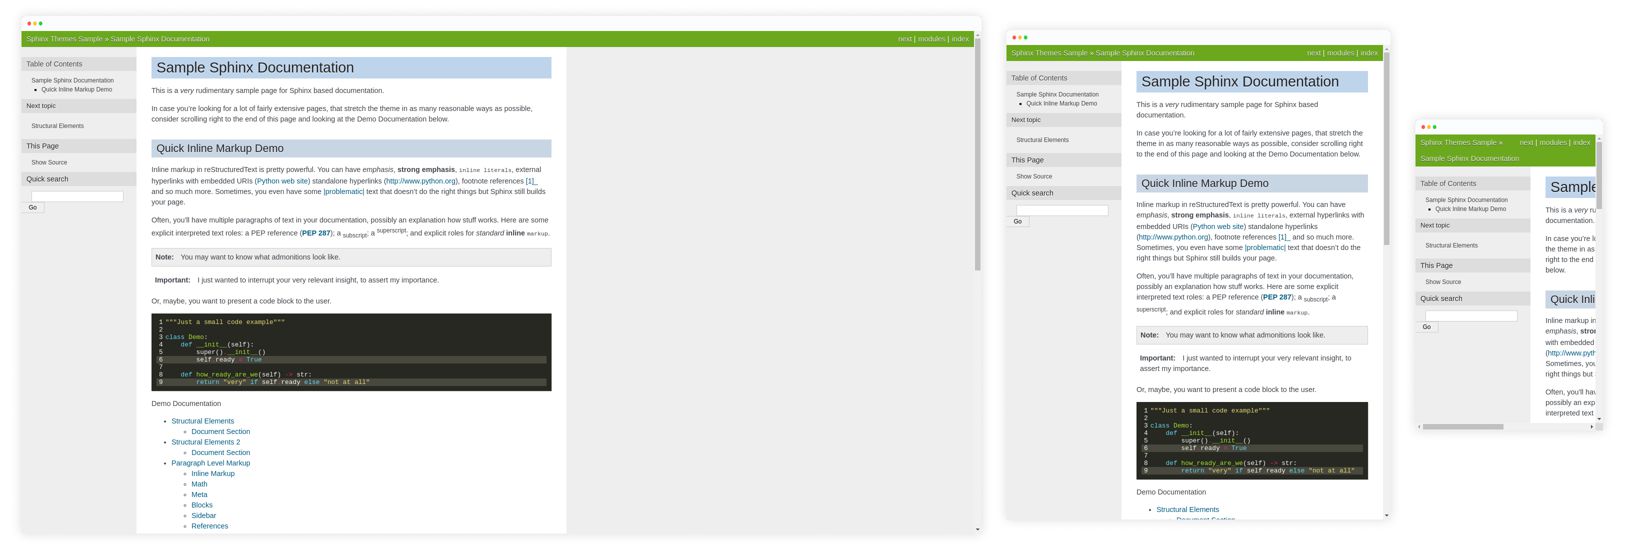 Sphinx Themes Sample » Sample Sphinx Documentation
next | modules | index
Table of Contents
Sample Sphinx Documentation
Quick Inline Markup Demo
Next topic
Structural Elements
This Page
Show Source
Quick search
Go
Sample Sphinx Documentation
This is a very rudimentary sample page for Sphinx based documentation.
In case you're looking for a lot of fairly extensive pages, that stretch the theme in as many reasonable ways as possible,
consider scrolling right to the end of this page and looking at the Demo Documentation below.
Quick Inline Markup Demo
Inline markup in reStructuredText is pretty powerful. You can have emphasis, strong emphasis, inline literals, external
hyperlinks with embedded URIs (Python web site) standalone hyperlinks (http://www.python.org), footnote references [1]_
and so much more. Sometimes, you even have some |problematic| text that doesn't do the right things but Sphinx still builds
your page.
Often, you'll have multiple paragraphs of text in your documentation, possibly an explanation how stuff works. Here are some
explicit interpreted text roles: a PEP reference (PEP 287); a subscript; a superscript; and explicit roles for standard inline markup.
Note: You may want to know what admonitions look like.
Important: I just wanted to interrupt your very relevant insight, to assert my importance.
Or, maybe, you want to present a code block to the user.
1 """Just a small code example"""
2
3 class Demo:
4 def __init__(self):
5 super().__init__()
6 self.ready = True
7
8 def how_ready_are_we(self) -> str:
9 return "very" if self.ready else "not at all"
Demo Documentation
Structural Elements
Document Section
Structural Elements 2
Document Section
Paragraph Level Markup
Inline Markup
Math
Meta
Blocks
Sidebar
References
Sphinx Themes Sample » Sample Sphinx Documentation
next | modules | index
Table of Contents
Sample Sphinx Documentation
Quick Inline Markup Demo
Next topic
Structural Elements
This Page
Show Source
Quick search
Go
Sample Sphinx Documentation
This is a very rudimentary sample page for Sphinx based
documentation.
In case you're looking for a lot of fairly extensive pages, that stretch the
theme in as many reasonable ways as possible, consider scrolling right
to the end of this page and looking at the Demo Documentation below.
Quick Inline Markup Demo
Inline markup in reStructuredText is pretty powerful. You can have
emphasis, strong emphasis, inline literals, external hyperlinks with
embedded URIs (Python web site) standalone hyperlinks
(http://www.python.org), footnote references [1]_ and so much more.
Sometimes, you even have some |problematic| text that doesn't do the
right things but Sphinx still builds your page.
Often, you'll have multiple paragraphs of text in your documentation,
possibly an explanation how stuff works. Here are some explicit
interpreted text roles: a PEP reference (PEP 287); a subscript; a
superscript; and explicit roles for standard inline markup.
Note: You may want to know what admonitions look like.
Important: I just wanted to interrupt your very relevant insight, to
assert my importance.
Or, maybe, you want to present a code block to the user.
1 """Just a small code example"""
2
3 class Demo:
4 def __init__(self):
5 super().__init__()
6 self.ready = True
7
8 def how_ready_are_we(self) -> str:
9 return "very" if self.ready else "not at all"
Demo Documentation
Structural Elements
Document Section
Sphinx Themes Sample »
next | modules | index
Sample Sphinx Documentation
Table of Contents
Sample Sphinx Documentation
Quick Inline Markup Demo
Next topic
Structural Elements
This Page
Show Source
Quick search
Go
Sample
This is a very ru
documentation.
In case you're lo
the theme in as
right to the end
below.
Quick Inli
Inline markup in
emphasis, stron
with embedded
(http://www.pyth
Sometimes, you
right things but
Often, you'll hav
possibly an exp
interpreted text